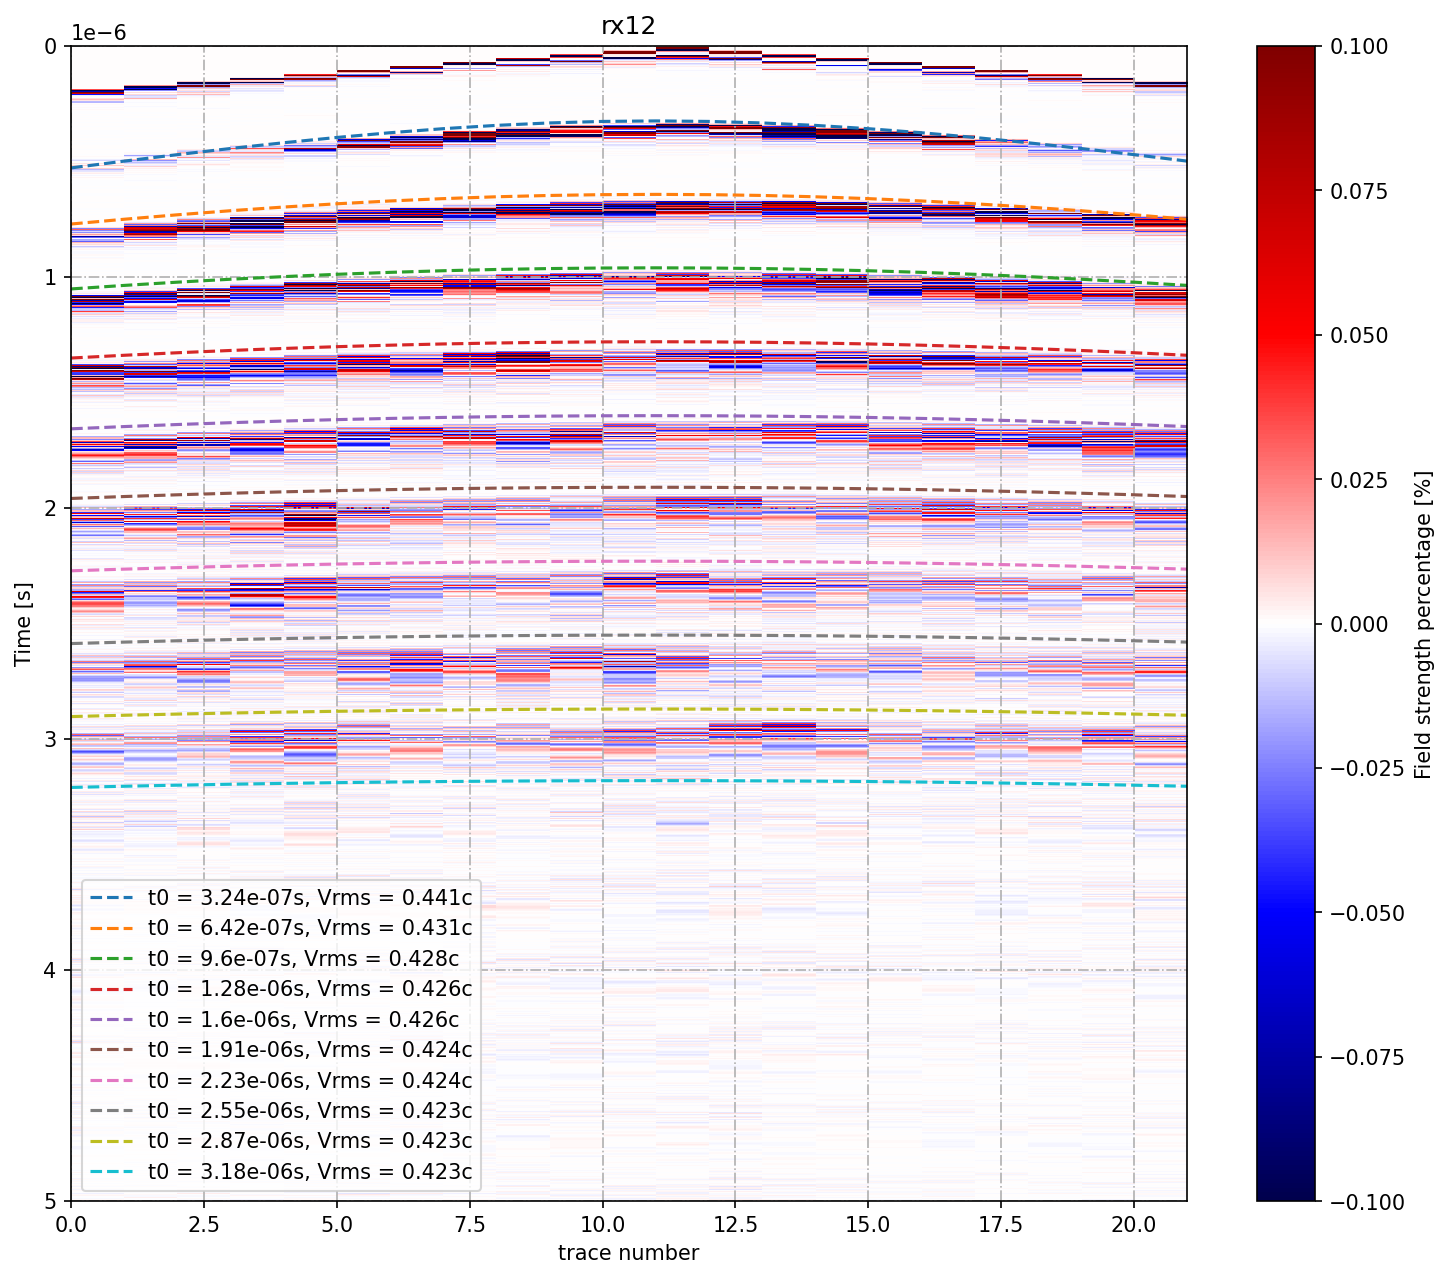 rx12
1e−6
0
1
2
3
4
5
Time [s]
0.0
2.5
5.0
7.5
10.0
12.5
15.0
17.5
20.0
trace number
t0 = 3.24e-07s, Vrms = 0.441c
t0 = 6.42e-07s, Vrms = 0.431c
t0 = 9.6e-07s, Vrms = 0.428c
t0 = 1.28e-06s, Vrms = 0.426c
t0 = 1.6e-06s, Vrms = 0.426c
t0 = 1.91e-06s, Vrms = 0.424c
t0 = 2.23e-06s, Vrms = 0.424c
t0 = 2.55e-06s, Vrms = 0.423c
t0 = 2.87e-06s, Vrms = 0.423c
t0 = 3.18e-06s, Vrms = 0.423c
0.100
0.075
0.050
0.025
0.000
−0.025
−0.050
−0.075
−0.100
Field strength percentage [%]